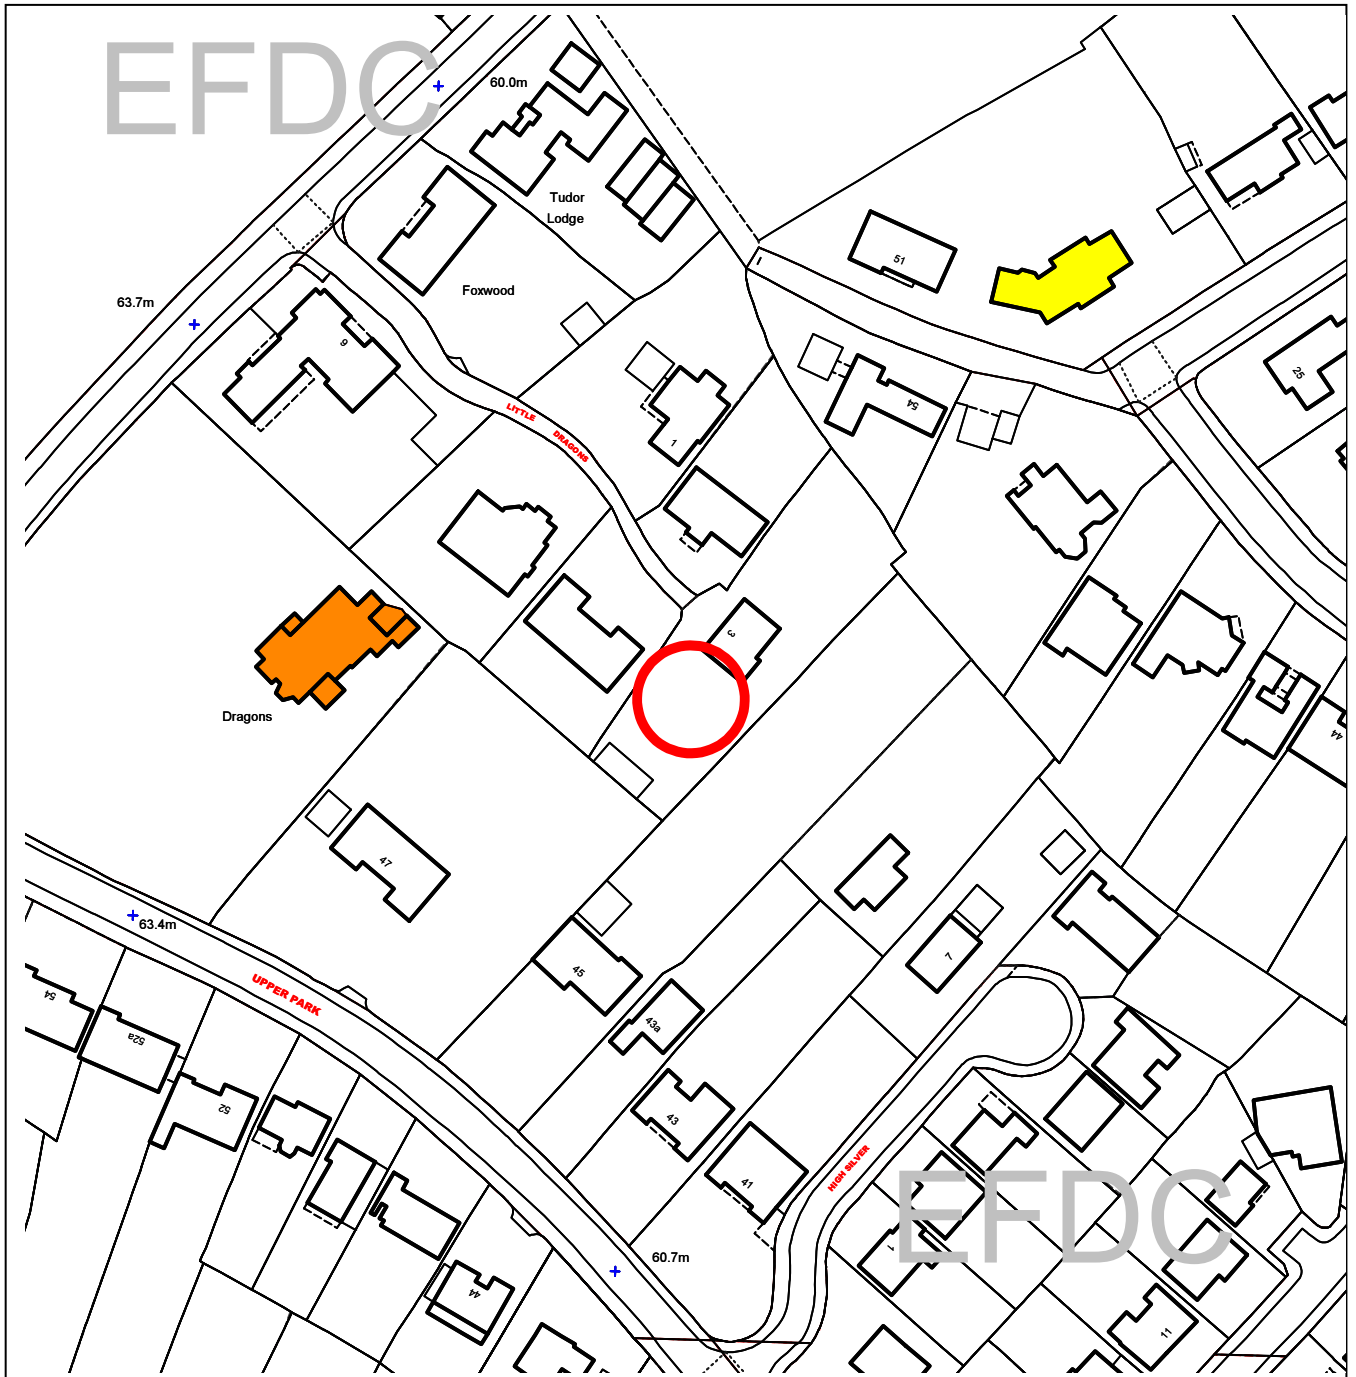 EFDC
60.0m
Tudor
Lodge
51
Foxwood
63.7m
9
25
LITTLE DRAGONS
54
1
3
Dragons
44
47
63.4m
7
45
UPPER PARK
54
43a
52a
52
43
41
HIGH SILVER
EFDC
1
60.7m
44
11